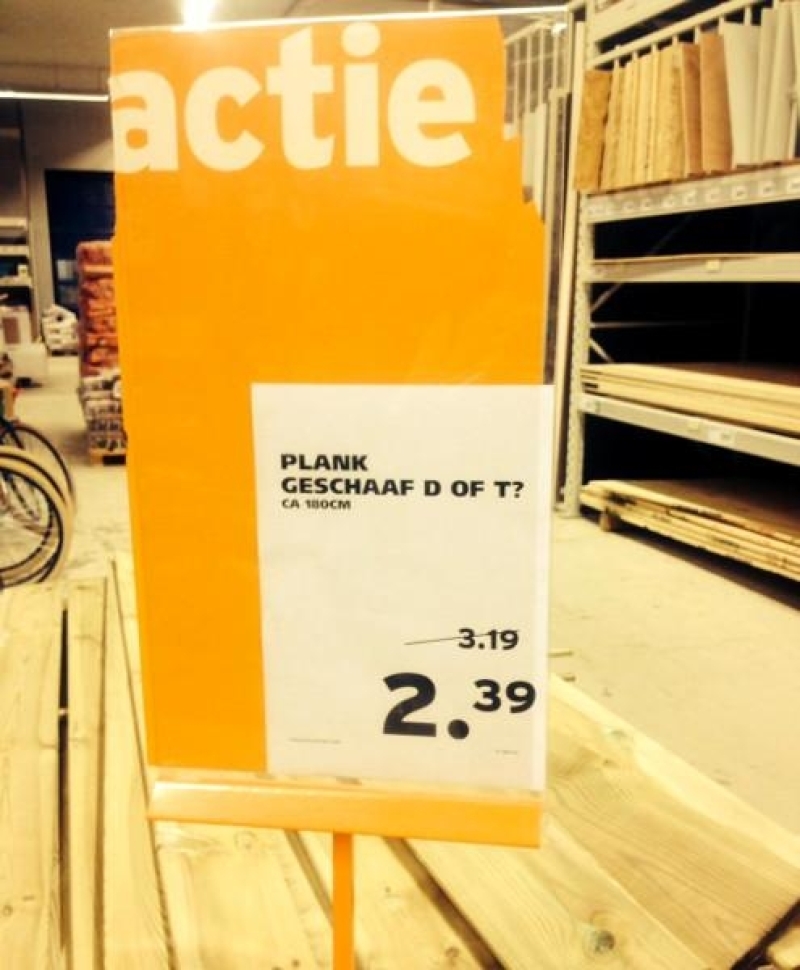 actie
PLANK
GESCHAAF D OF T?
CA 180CM
3.19
2.39